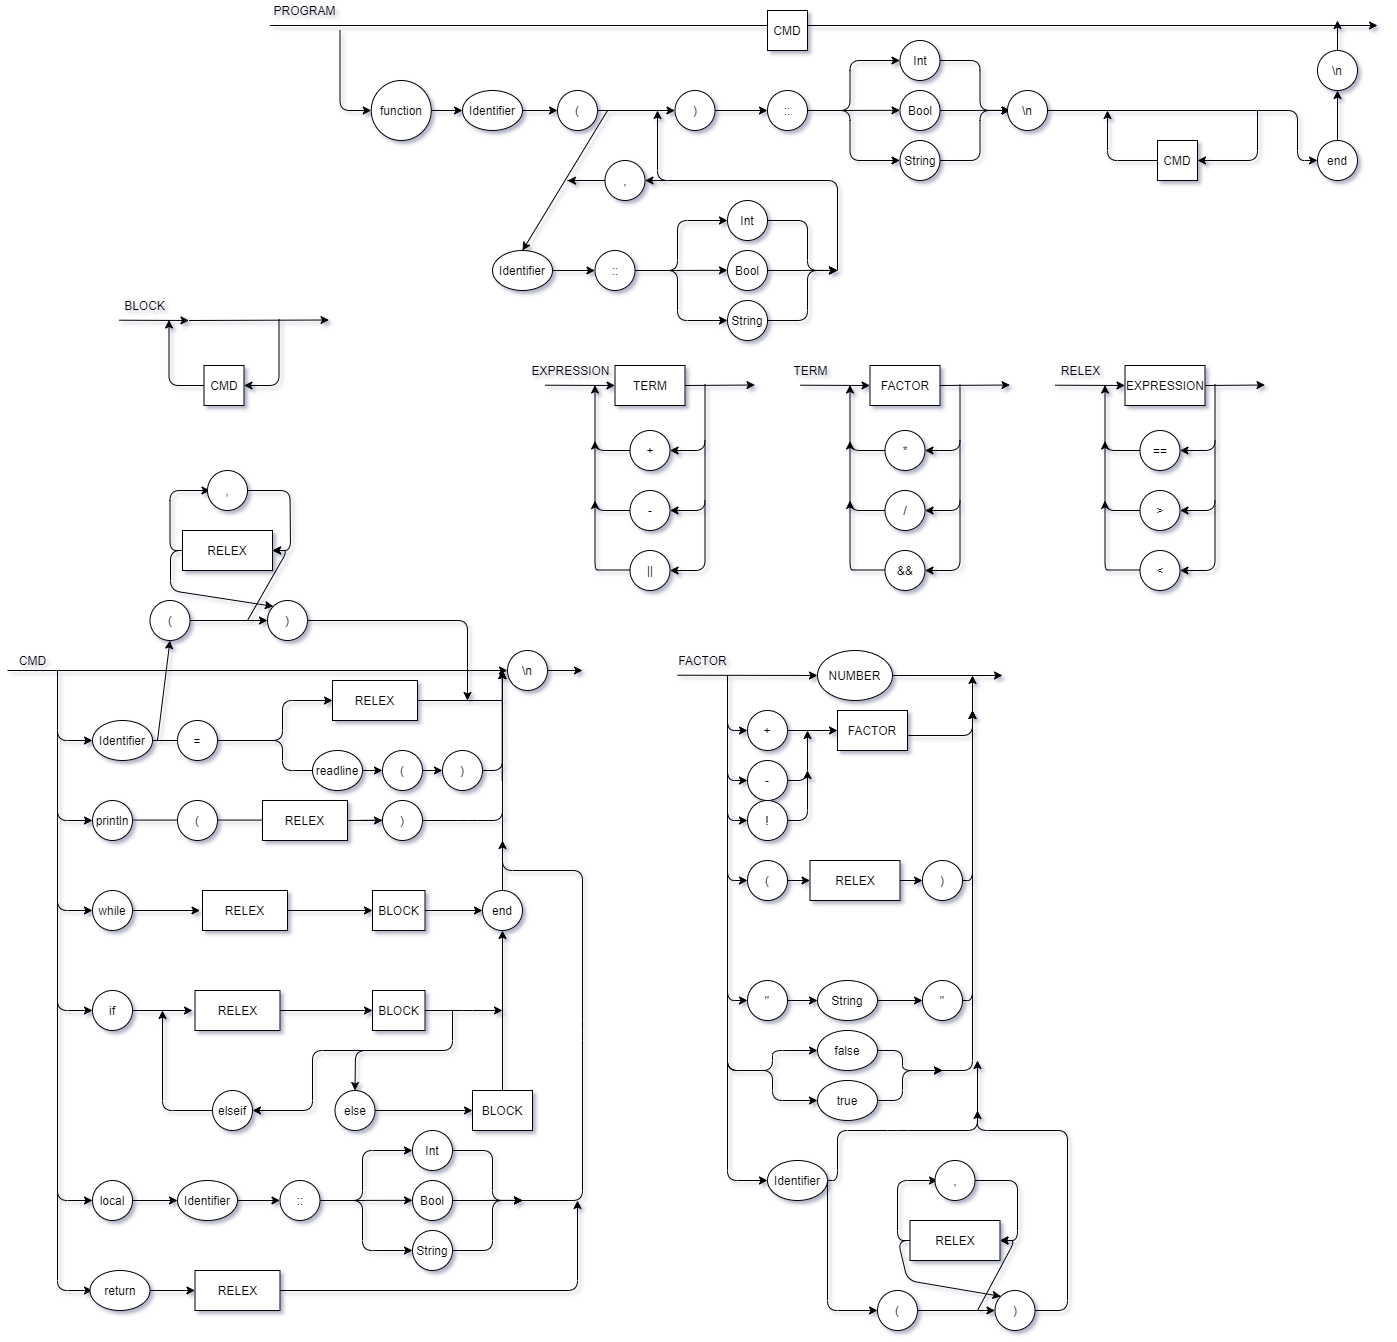 PROGRAM
CMD
function Identifier ( ) :: Int \n \n
Bool
String CMD end
,
Identifier :: Int
Bool
String
BLOCK
CMD
EXPRESSION TERM
+
-
||
TERM FACTOR
*
/
&&
RELEX EXPRESSION
==
>
<
,
RELEX
( )
CMD \n
RELEX
Identifier =
readline ( )
println ( RELEX )
while RELEX BLOCK end
if RELEX BLOCK
elseif else BLOCK
Int
local Identifier :: Bool
String
return RELEX
FACTOR NUMBER
+ FACTOR
-
!
( RELEX )
" String "
false
true
Identifier ,
RELEX
( )